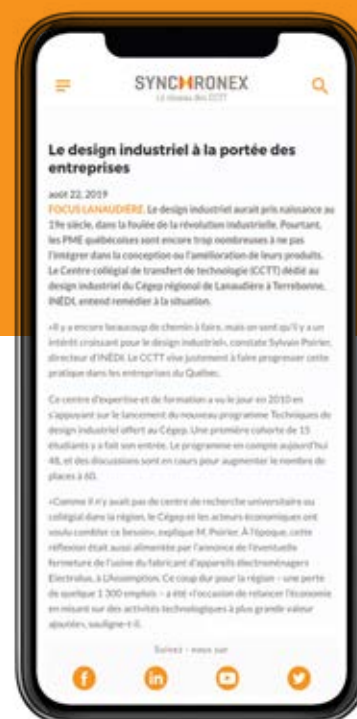 SYNCHRONEX
Le réseau des CCTT
Le design industriel à la portée des
entreprises
août 22, 2019
FOCUS LANAUDIÈRE. Le design industriel aurait pris naissance au
19e siècle, dans la foulée de la révolution industrielle. Pourtant,
les PME québécoises sont encore trop nombreuses à ne pas
l'intégrer dans la conception ou l'amélioration de leurs produits.
Le Centre collégial de transfert de technologie (CCTT) dédié au
design industriel du Cégep régional de Lanaudière à Terrebonne,
INÉDI, entend remédier à la situation.
«Il y a encore beaucoup de chemin à faire, mais on sent qu'il y a un
intérêt croissant pour le design industriel», constate Sylvain Poirier,
directeur d'INÉDI. Le CCTT vise justement à faire progresser cette
pratique dans les entreprises du Québec.
Ce centre d'expertise et de formation a vu le jour en 2010 en
s'appuyant sur le lancement du nouveau programme Techniques de
design industriel offert au Cégep. Une première cohorte de 15
étudiants y a fait son entrée. Le programme en compte aujourd'hui
48, et des discussions sont en cours pour augmenter le nombre de
places à 60.
«Comme il n'y avait pas de centre de recherche universitaire ou
collégial dans la région, le Cégep et les acteurs économiques ont
voulu combler ce besoin», explique M. Poirier. À l'époque, cette
réflexion était aussi alimentée par l'annonce de l'éventuelle
fermeture de l'usine du fabricant d'appareils électroménagers
Electrolux, à L'Assomption. Ce coup dur pour la région – une perte
de quelque 1 300 emplois – a été «l'occasion de relancer l'économie
en misant sur des activités technologiques à plus grande valeur
ajoutée», souligne-t-il.
Suivez-nous sur